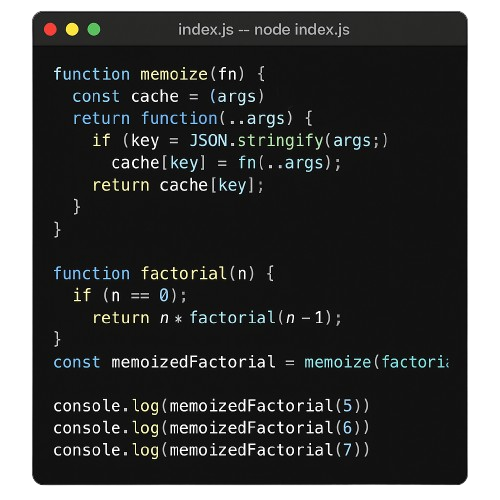 index.js -- node index.js
function memoize(fn) {
  const cache = (args)
  return function(..args) {
    if (key = JSON.stringify(args;)
      cache[key] = fn(..args);
    return cache[key];
  }
}
function factorial(n) {
  if (n == 0);
    return n * factorial(n – 1);
}
const memoizedFactorial = memoize(factoria
console.log(memoizedFactorial(5))
console.log(memoizedFactorial(6))
console.log(memoizedFactorial(7))